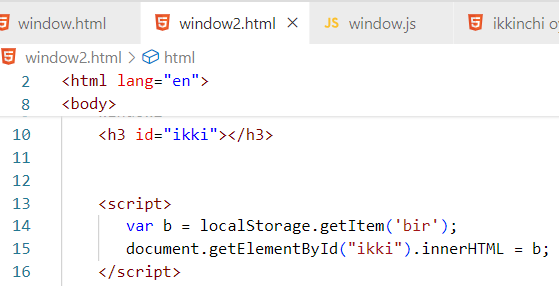 window.html window2.html JS window.js ikkinchi
window2.html > html
2 <html lang="en">
8 <body>
10 <h3 id="ikki"></h3>
11
12
13 <script>
14 var b = localStorage.getItem('bir');
15 document.getElementById("ikki").innerHTML = b;
16 </script>